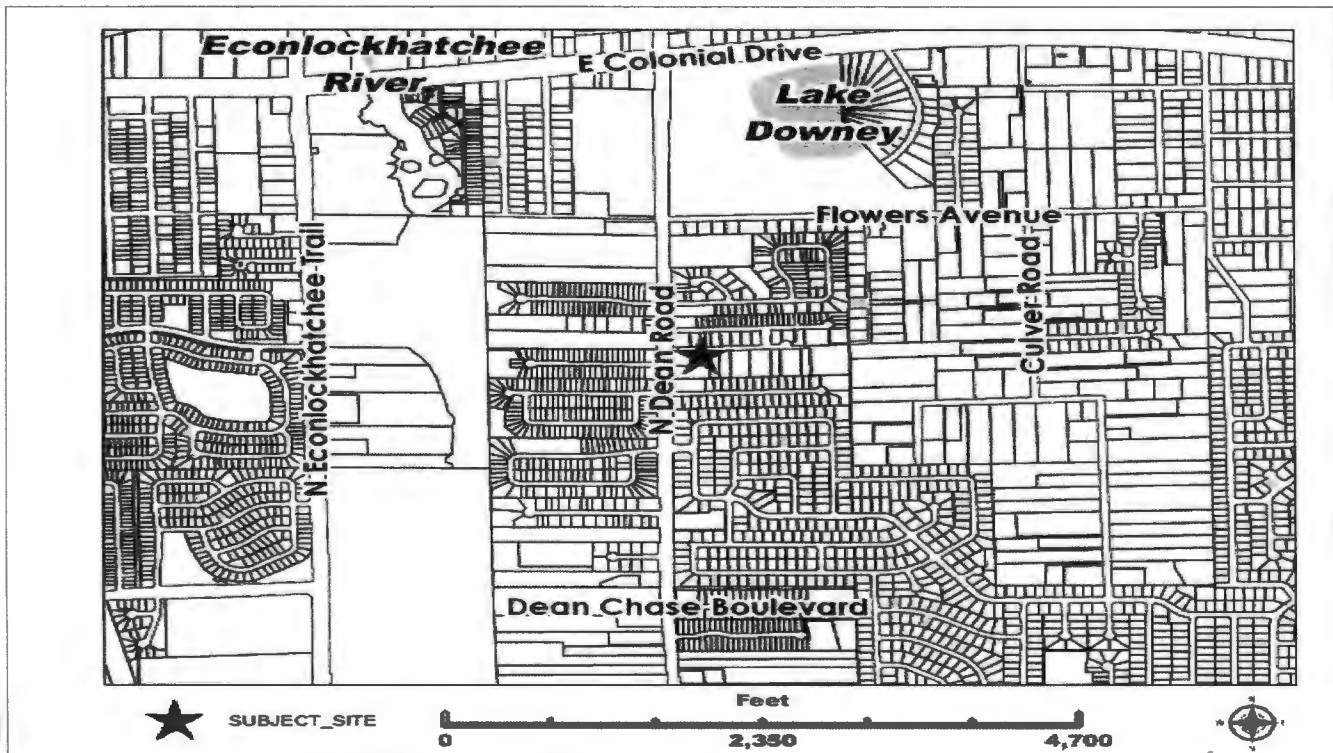 Econlockhatchee
River
E Colonial Drive
Lake
Downey
Flowers Avenue
N Econlockhatchee Trail
N Dean Road
Culver Road
Dean Chase Boulevard
SUBJECT_SITE
Feet
0
2,350
4,700